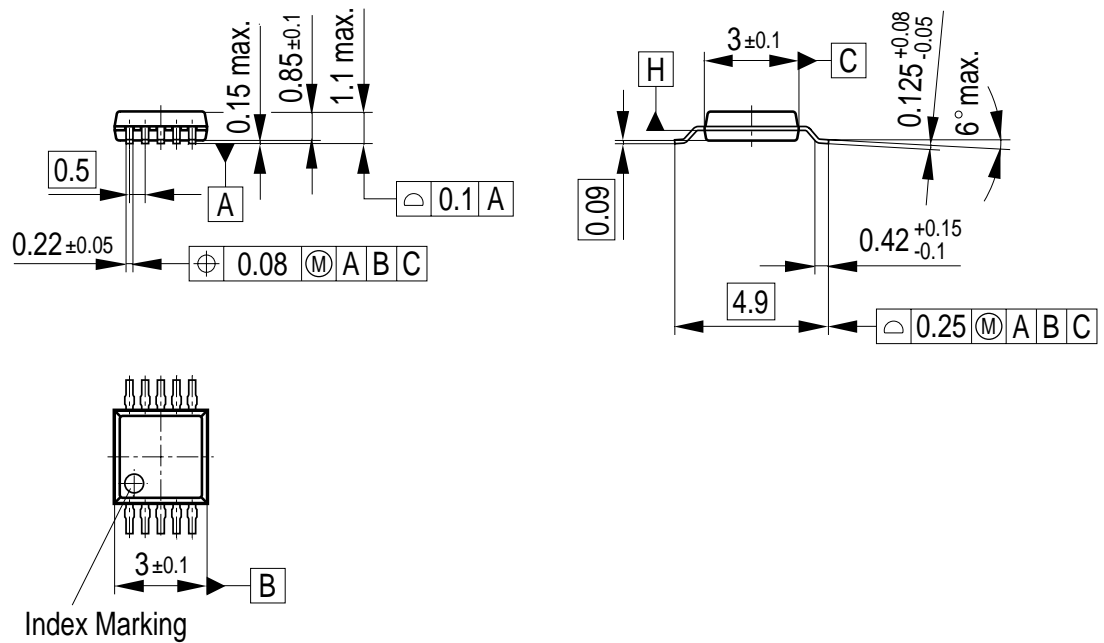 0.15 max.
0.85 ±0.1
1.1 max.
0.5
A
⌓ 0.1 A
0.22 ±0.05
⌖ 0.08 Ⓜ A B C
3 ±0.1
C
H
0.125 +0.08 -0.05
6° max.
0.09
0.42 +0.15 -0.1
4.9
⌓ 0.25 Ⓜ A B C
3 ±0.1
B
Index Marking